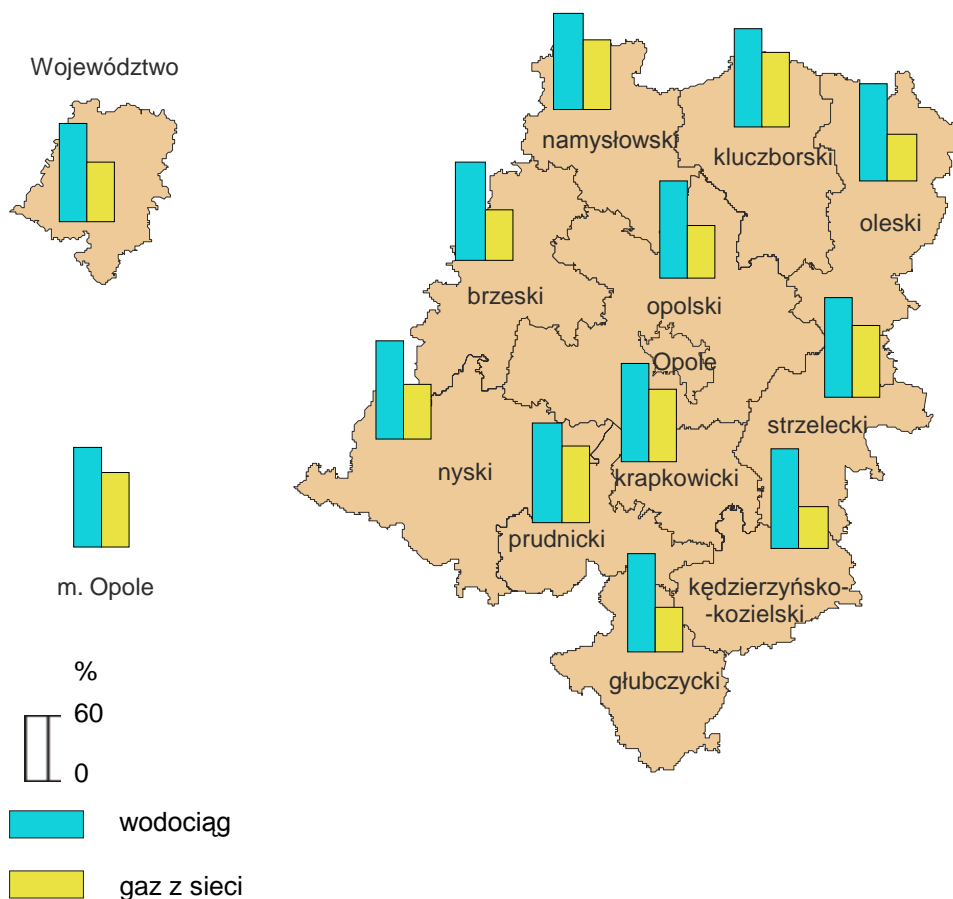 Województwo
namysłowski
kluczborski
oleski
brzeski
opolski
Opole
strzelecki
nyski
krapkowicki
prudnicki
kędzierzyńsko-
-kozielski
głubczycki
m. Opole
%
60
0
wodociąg
gaz z sieci